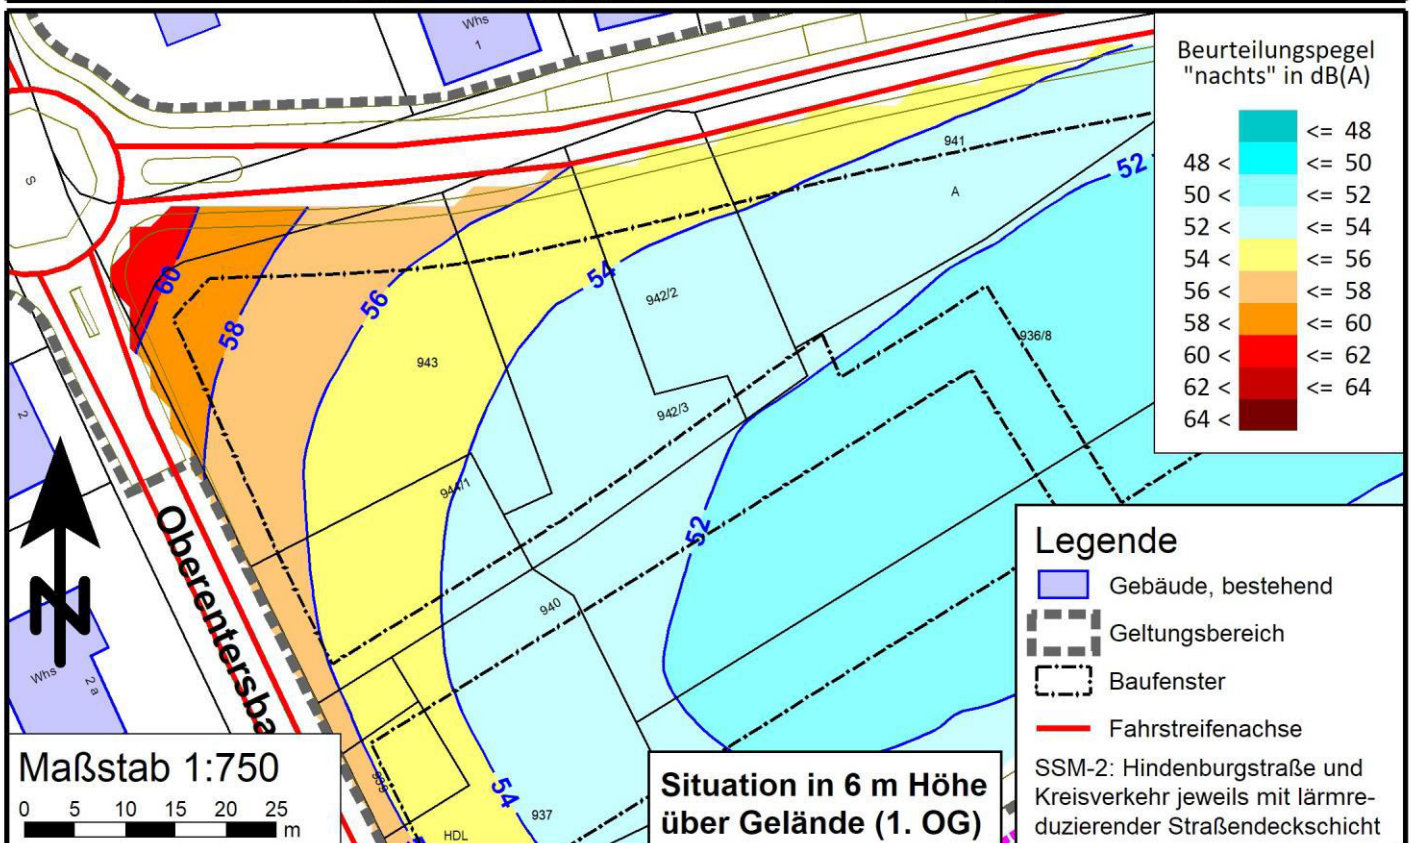 Whs
1
Beurteilungspegel
"nachts" in dB(A)
<= 48
48 < <= 50
50 < <= 52
52 < <= 54
54 < <= 56
56 < <= 58
58 < <= 60
60 < <= 62
62 < <= 64
64 <
S
941
A
52
60
58
56
54
942/2
943
942/3
936/8
2
944/1
52
Oberentersba
940
Whs
2 a
939
54
937
HDL
N
Maßstab 1:750
0 5 10 15 20 25
m
Situation in 6 m Höhe
über Gelände (1. OG)
Legende
Gebäude, bestehend
Geltungsbereich
Baufenster
Fahrstreifenachse
SSM-2: Hindenburgstraße und
Kreisverkehr jeweils mit lärmre-
duzierender Straßendeckschicht